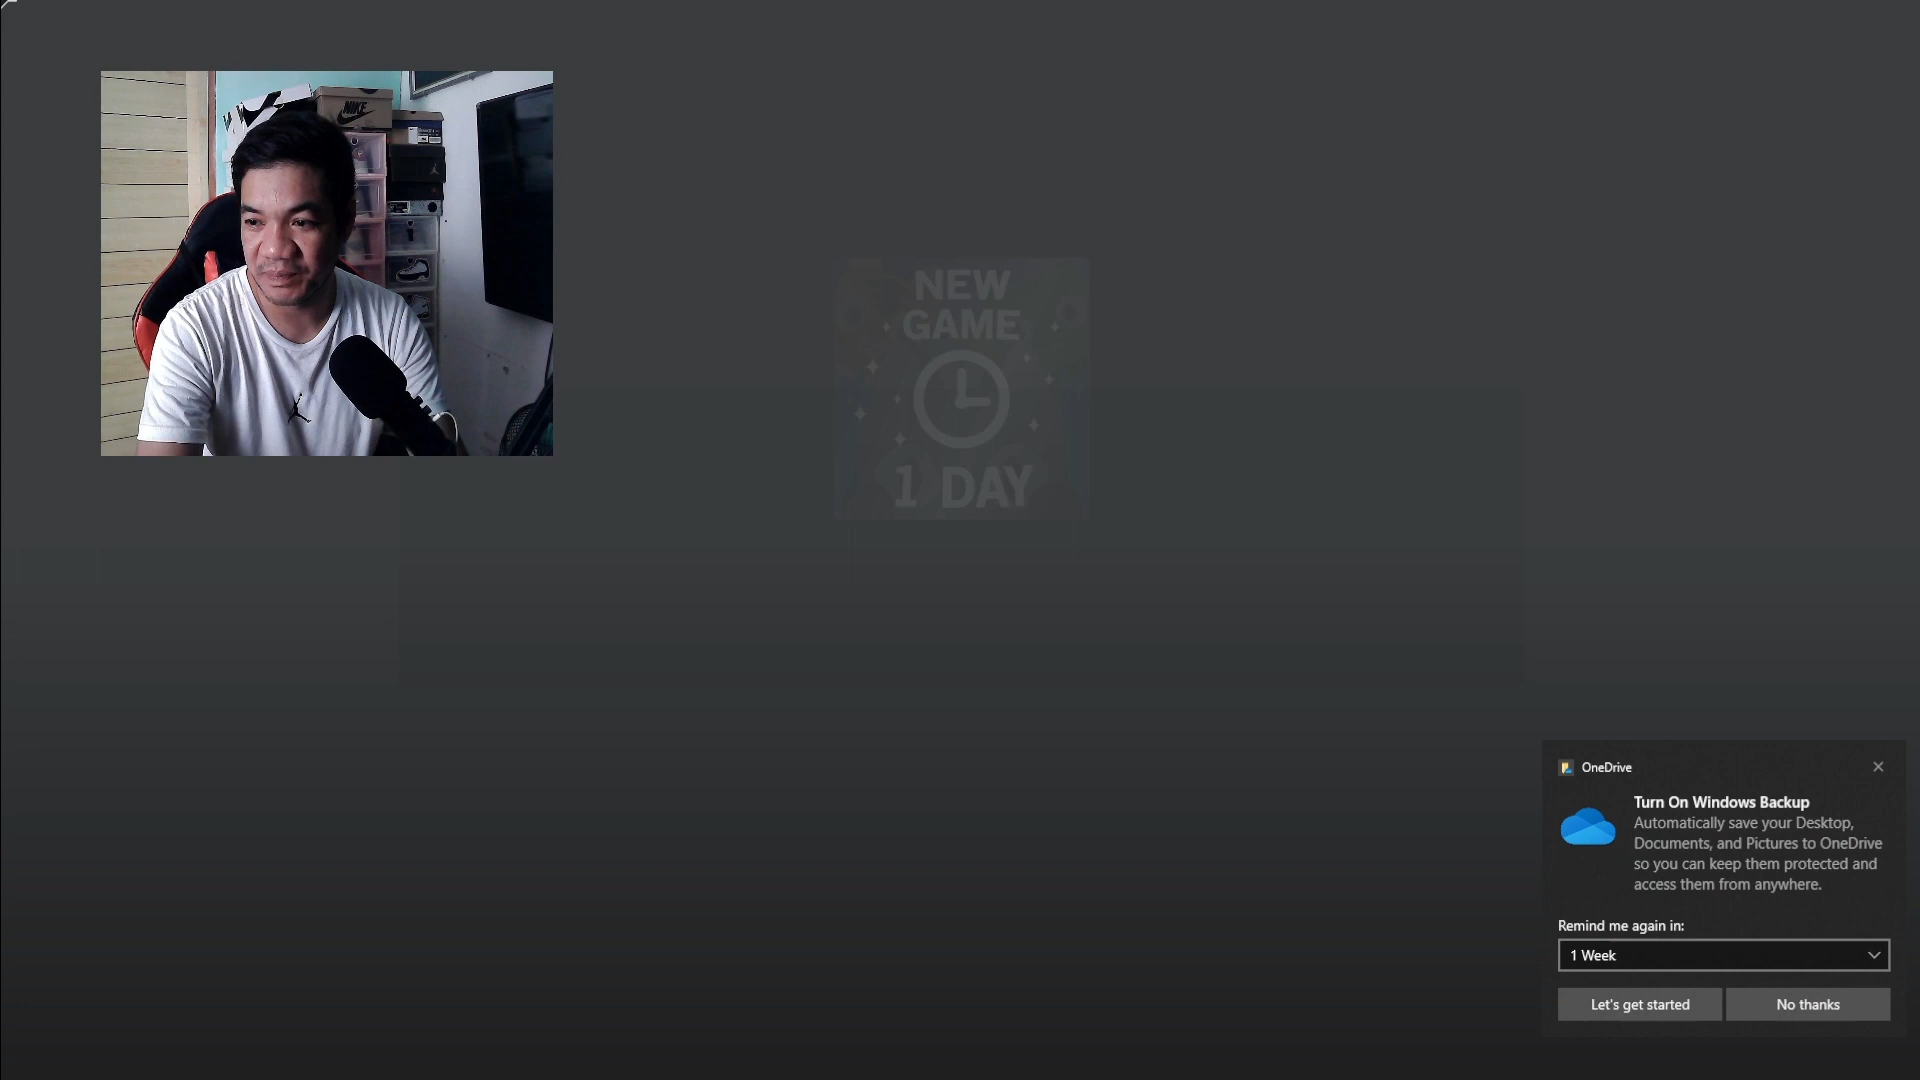 NIKE
NEW
GAME
1 DAY
OneDrive
Turn On Windows Backup
Automatically save your Desktop,
Documents, and Pictures to OneDrive
so you can keep them protected and
access them from anywhere.
Remind me again in:
1 Week
Let's get started
No thanks